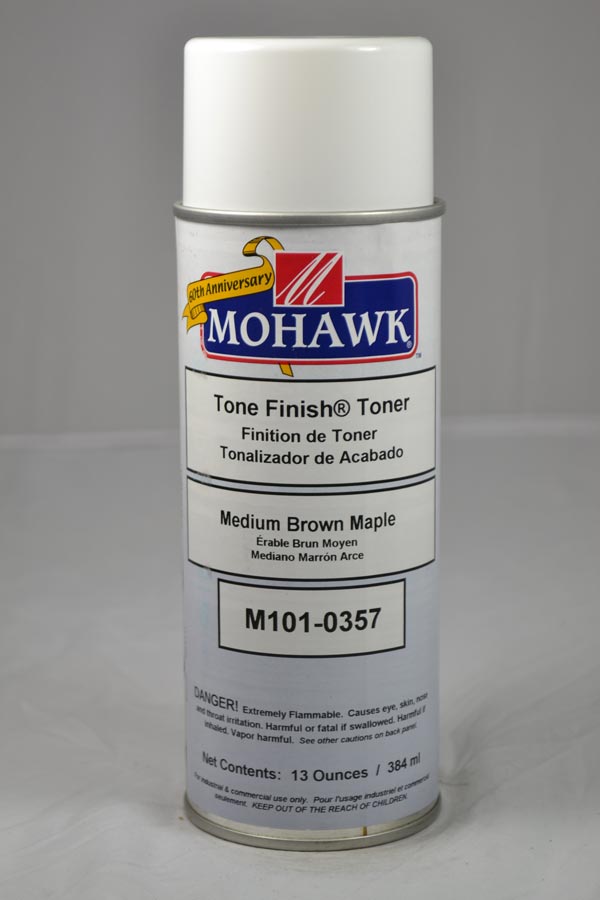 60th Anniversary
M
MOHAWK®
™
Tone Finish® Toner
Finition de Toner
Tonalizador de Acabado
Medium Brown Maple
Érable Brun Moyen
Mediano Marrón Arce
M101-0357
DANGER! Extremely Flammable. Causes eye, skin, nose
and throat irritation. Harmful or fatal if swallowed. Harmful if
inhaled. Vapor harmful. See other cautions on back panel.
Net Contents: 13 Ounces / 384 ml
For industrial & commercial use only. Pour l'usage industriel et commercial
seulement. KEEP OUT OF THE REACH OF CHILDREN.